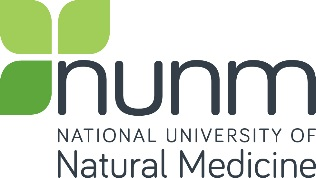 nunm
NATIONAL UNIVERSITY OF
Natural Medicine